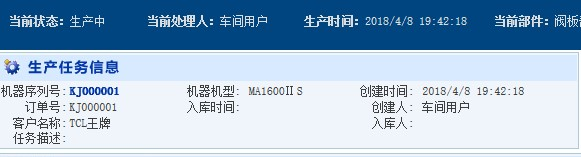 当前状态：生产中 当前处理人：车间用户 生产时间：2018/4/8 19:42:18 当前部件：阀板
生产任务信息
机器序列号：KJ000001 机器机型：MA1600ⅡS 创建时间：2018/4/8 19:42:18
订单号：KJ000001 入库时间： 创建人：车间用户
客户名称：TCL王牌 入库人：
任务描述：